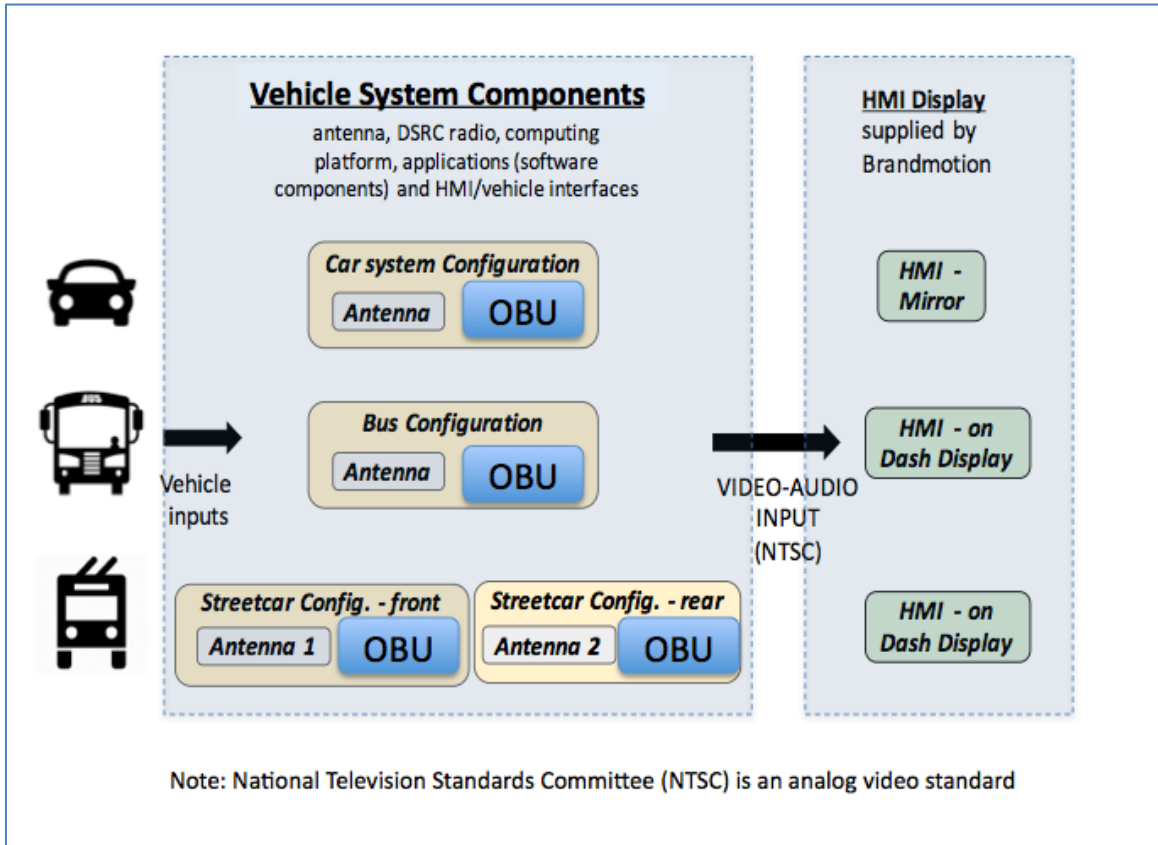 Vehicle System Components
antenna, DSRC radio, computing
platform, applications (software
components) and HMI/vehicle interfaces
HMI Display
supplied by
Brandmotion
Car system Configuration
Antenna
OBU
HMI -
Mirror
BUS
Bus Configuration
Antenna
OBU
HMI - on
Dash Display
Vehicle
inputs
VIDEO-AUDIO
INPUT
(NTSC)
Streetcar Config. - front
Antenna 1
OBU
Streetcar Config. - rear
Antenna 2
OBU
HMI - on
Dash Display
Note: National Television Standards Committee (NTSC) is an analog video standard